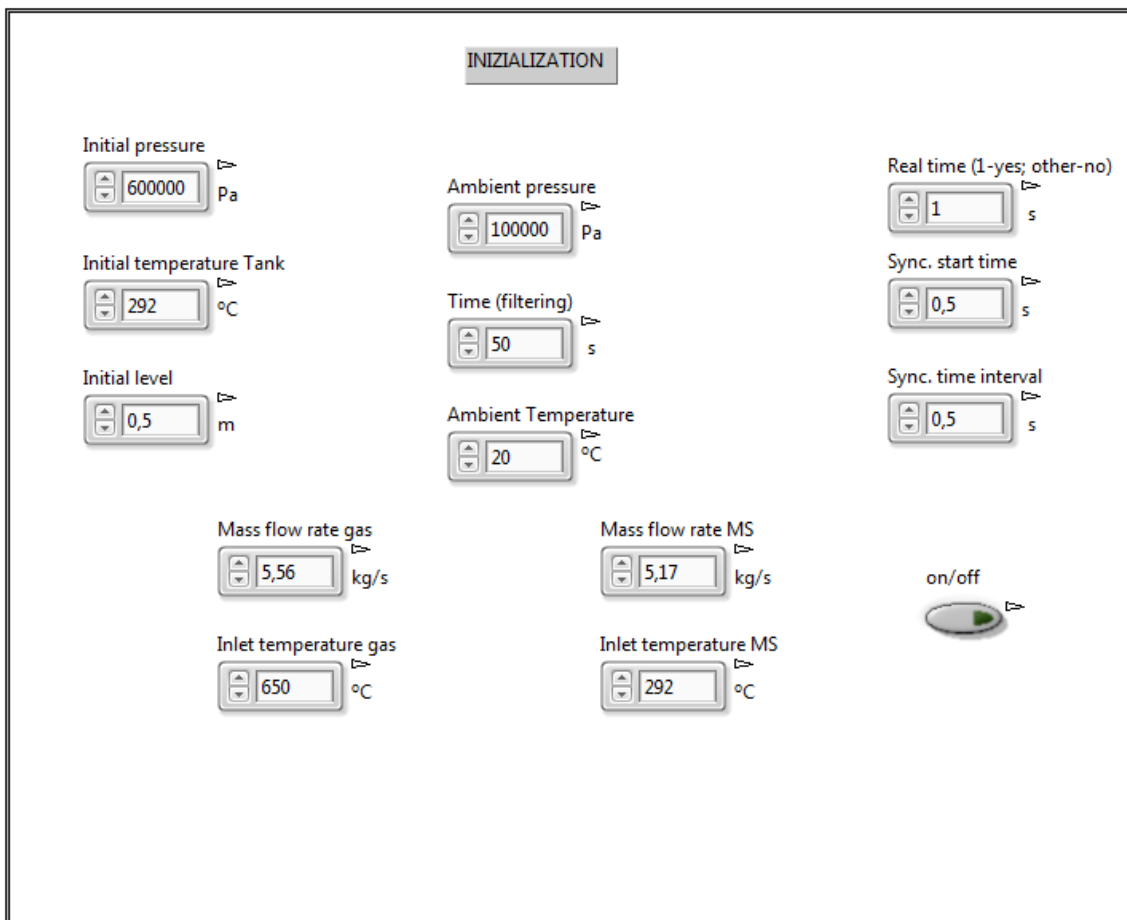 INIZIALIZATION
Initial pressure
600000 Pa
Ambient pressure
100000 Pa
Real time (1-yes; other-no)
1 s
Initial temperature Tank
292 ºC
Time (filtering)
50 s
Sync. start time
0,5 s
Initial level
0,5 m
Ambient Temperature
20 ºC
Sync. time interval
0,5 s
Mass flow rate gas
5,56 kg/s
Mass flow rate MS
5,17 kg/s
on/off
Inlet temperature gas
650 ºC
Inlet temperature MS
292 ºC